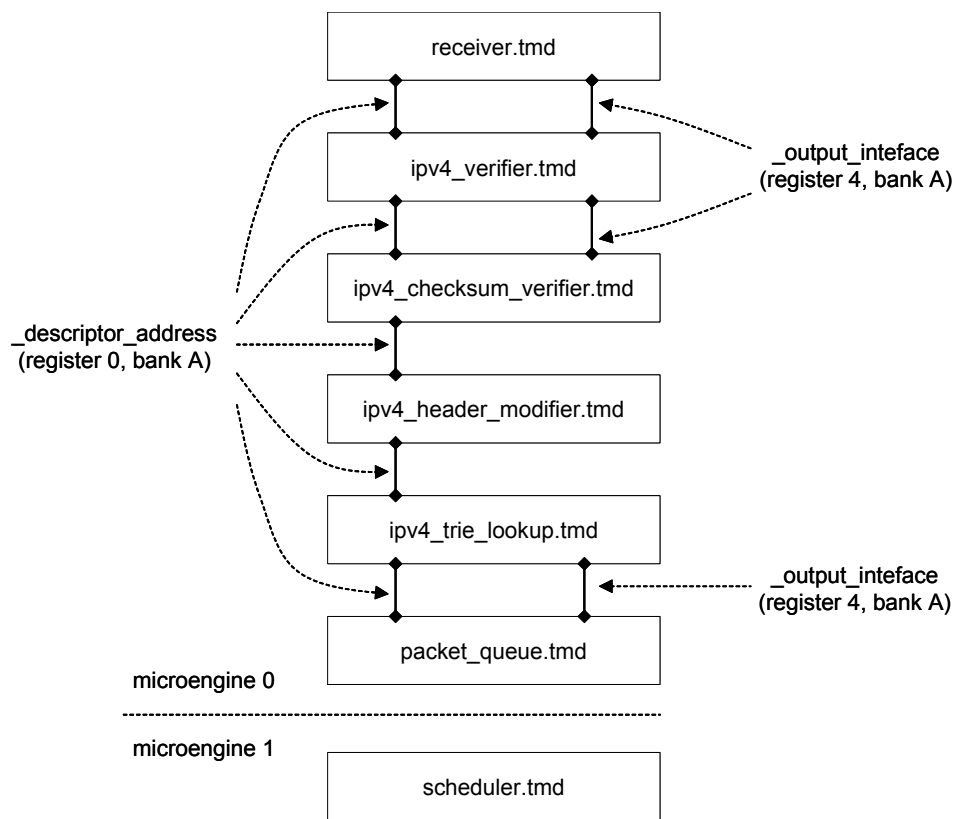 receiver.tmd
ipv4_verifier.tmd
_output_inteface
(register 4, bank A)
ipv4_checksum_verifier.tmd
_descriptor_address
(register 0, bank A)
ipv4_header_modifier.tmd
ipv4_trie_lookup.tmd
_output_inteface
(register 4, bank A)
packet_queue.tmd
microengine 0
microengine 1
scheduler.tmd